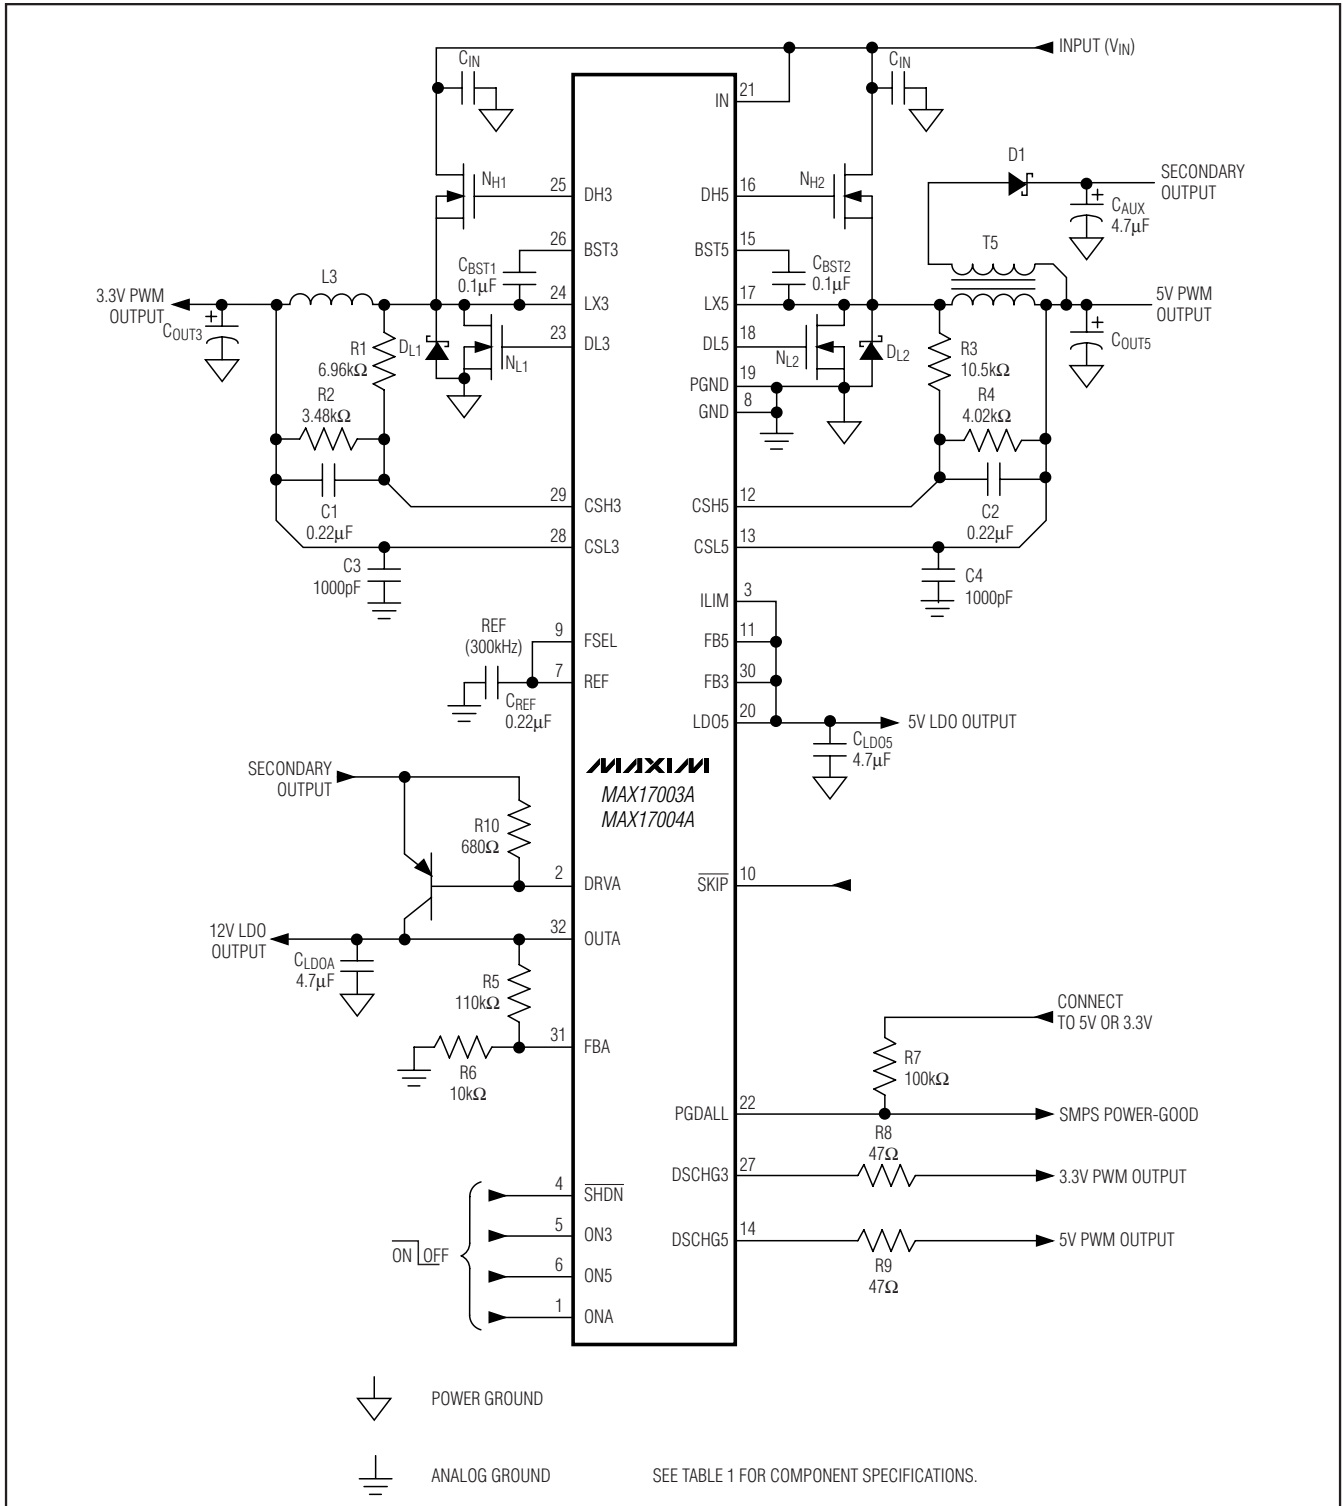 INPUT (VIN)
CIN
CIN
21
IN
D1
SECONDARY
OUTPUT
NH1
25
DH3
DH5
16
NH2
+
CAUX
4.7µF
26
BST3
BST5
15
T5
CBST1
0.1µF
CBST2
0.1µF
L3
3.3V PWM
OUTPUT
24
LX3
LX5
17
5V PWM
OUTPUT
+
COUT3
+
COUT5
R1
6.96kΩ
DL1
NL1
23
DL3
DL5
18
NL2
DL2
R3
10.5kΩ
PGND
19
R2
3.48kΩ
GND
8
R4
4.02kΩ
29
CSH3
CSH5
12
C1
0.22µF
C2
0.22µF
28
CSL3
CSL5
13
C3
1000pF
C4
1000pF
ILIM
3
REF
(300kHz)
9
FSEL
FB5
11
7
REF
FB3
30
CREF
0.22µF
LDO5
20
5V LDO OUTPUT
CLDO5
4.7µF
MAXIM
MAX17003A
MAX17004A
SECONDARY
OUTPUT
R10
680Ω
2
DRVA
SKIP
10
12V LDO
OUTPUT
32
OUTA
CLDOA
4.7µF
R5
110kΩ
CONNECT
TO 5V OR 3.3V
31
FBA
R6
10kΩ
R7
100kΩ
PGDALL
22
SMPS POWER-GOOD
R8
47Ω
DSCHG3
27
3.3V PWM OUTPUT
4
SHDN
5
ON3
DSCHG5
14
5V PWM OUTPUT
R9
47Ω
ON OFF
6
ON5
1
ONA
POWER GROUND
ANALOG GROUND
SEE TABLE 1 FOR COMPONENT SPECIFICATIONS.